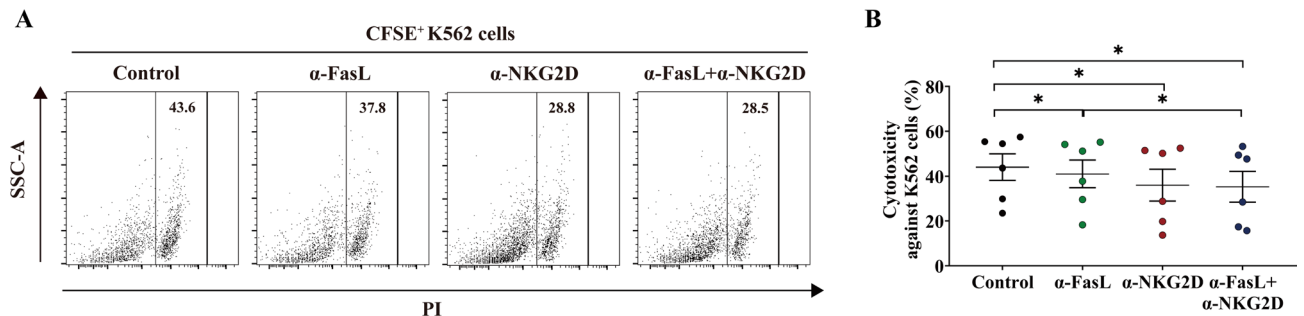 A
CFSE+ K562 cells
Control
α-FasL
α-NKG2D
α-FasL+α-NKG2D
43.6
37.8
28.8
28.5
SSC-A
PI
B
*
*
*
*
Cytotoxicity
against K562 cells (%)
80
60
40
20
0
Control
α-FasL
α-NKG2D
α-FasL+
α-NKG2D